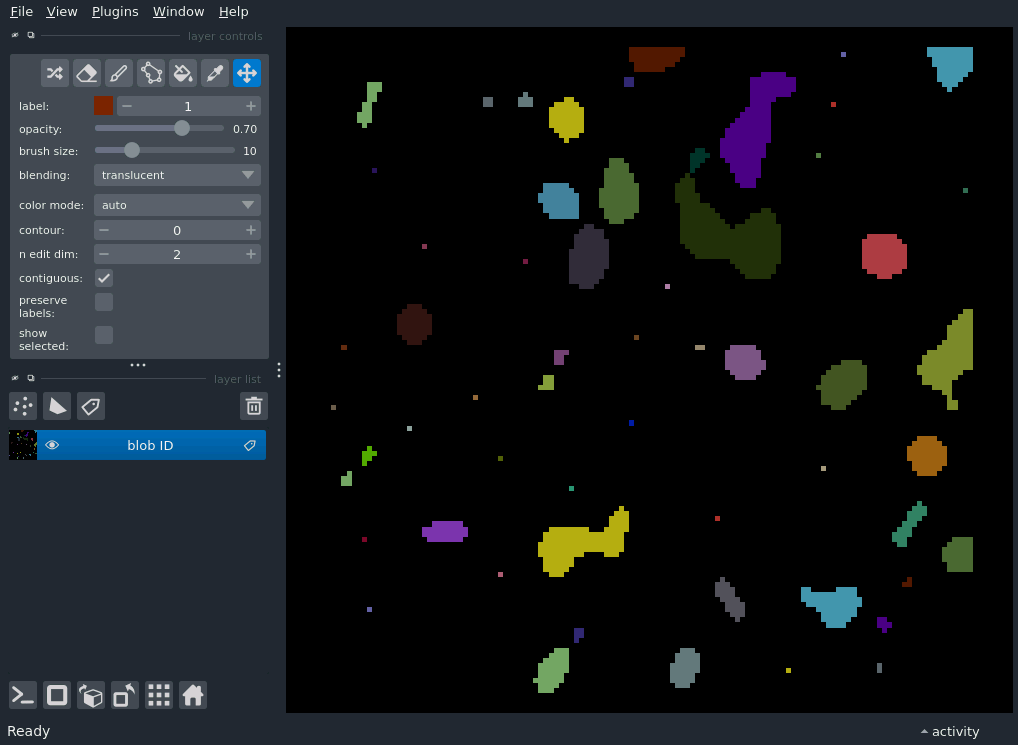 File View Plugins Window Help
layer controls
label: 1
opacity: 0.70
brush size: 10
blending: translucent
color mode: auto
contour: 0
n edit dim: 2
contiguous:
preserve
labels:
show
selected:
layer list
blob ID
Ready
activity